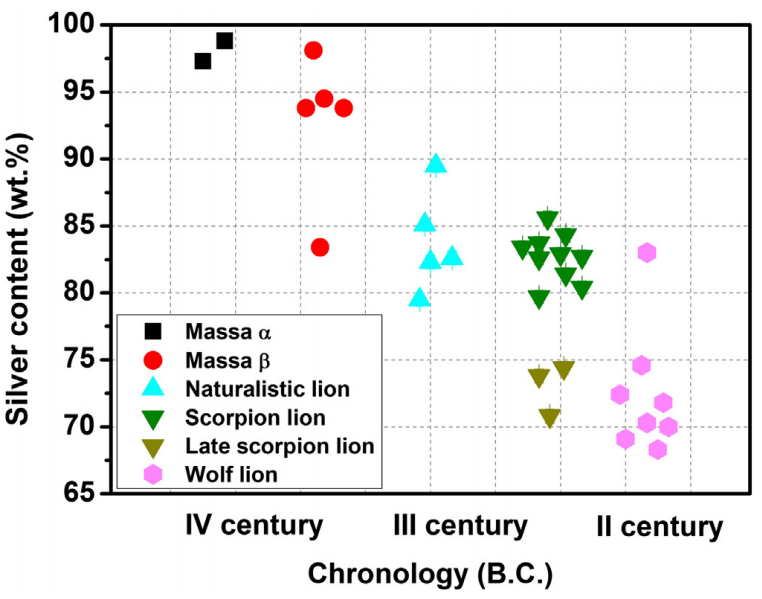 100
95
90
85
80
75
70
65
Silver content (wt.%)
Massa α
Massa β
Naturalistic lion
Scorpion lion
Late scorpion lion
Wolf lion
IV century
III century
II century
Chronology (B.C.)